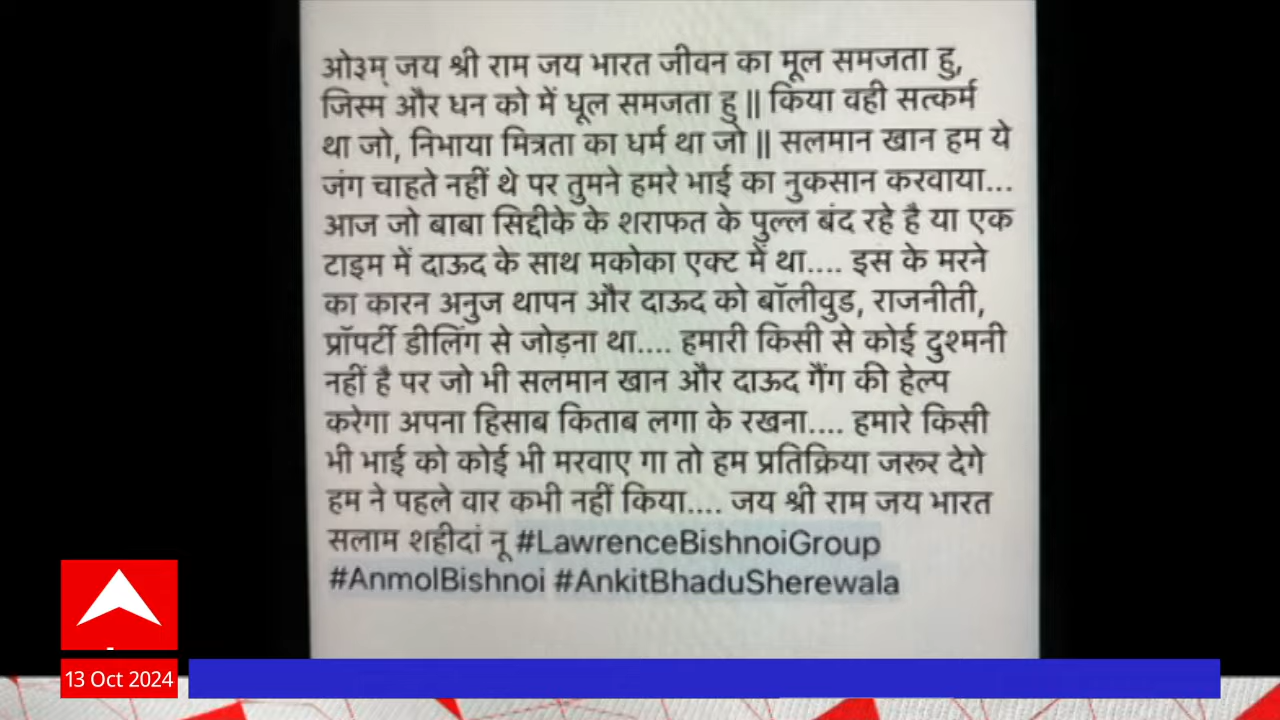 ओ३म् जय श्री राम जय भारत जीवन का मूल समजता हु,
जिस्म और धन को में धूल समजता हु || किया वही सत्कर्म
था जो, निभाया मित्रता का धर्म था जो || सलमान खान हम ये
जंग चाहते नहीं थे पर तुमने हमरे भाई का नुकसान करवाया...
आज जो बाबा सिद्दीके के शराफत के पुल्ल बंद रहे है या एक
टाइम में दाऊद के साथ मकोका एक्ट में था.... इस के मरने
का कारन अनुज थापन और दाऊद को बॉलीवुड, राजनीती,
प्रॉपर्टी डीलिंग से जोड़ना था.... हमारी किसी से कोई दुश्मनी
नहीं है पर जो भी सलमान खान और दाऊद गैंग की हेल्प
करेगा अपना हिसाब किताब लगा के रखना.... हमारे किसी
भी भाई को कोई भी मरवाए गा तो हम प्रतिक्रिया जरूर देगे
हम ने पहले वार कभी नहीं किया.... जय श्री राम जय भारत
सलाम शहीदां नू #LawrenceBishnoiGroup
#AnmolBishnoi #AnkitBhaduSherewala
13 Oct 2024